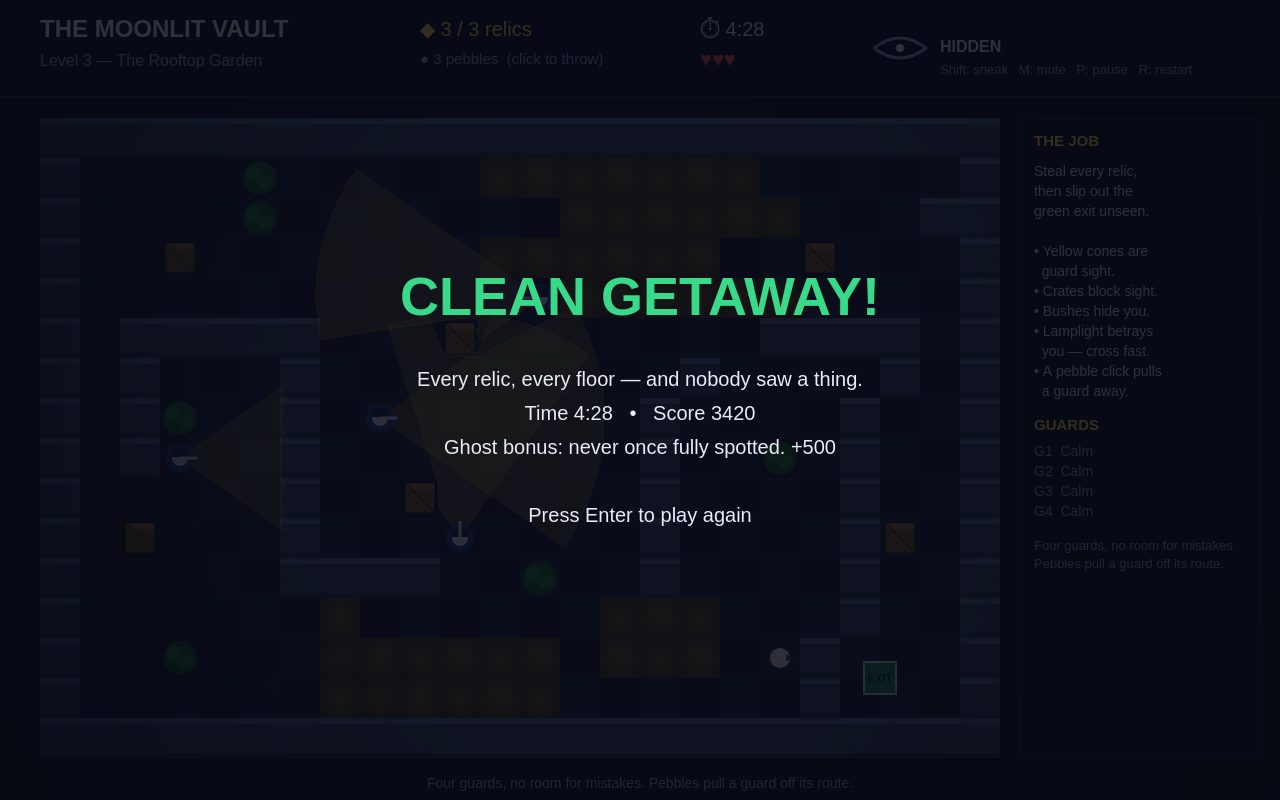 THE MOONLIT VAULT
Level 3 — The Rooftop Garden
◆ 3 / 3 relics
● 3 pebbles (click to throw)
⏱ 4:28
♥♥♥
HIDDEN
Shift: sneak M: mute P: pause R: restart
CLEAN GETAWAY!
Every relic, every floor — and nobody saw a thing.
Time 4:28 • Score 3420
Ghost bonus: never once fully spotted. +500
Press Enter to play again
EXIT
THE JOB
Steal every relic,
then slip out the
green exit unseen.
• Yellow cones are
guard sight.
• Crates block sight.
• Bushes hide you.
• Lamplight betrays
you — cross fast.
• A pebble click pulls
a guard away.
GUARDS
G1 Calm
G2 Calm
G3 Calm
G4 Calm
Four guards, no room for mistakes.
Pebbles pull a guard off its route.
Four guards, no room for mistakes. Pebbles pull a guard off its route.